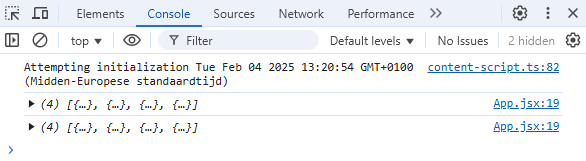 Elements Console Sources Network Performance
top Filter Default levels No Issues 2 hidden
Attempting initialization Tue Feb 04 2025 13:20:54 GMT+0100 content-script.ts:82
(Midden-Europese standaardtijd)
(4) [{…}, {…}, {…}, {…}] App.jsx:19
(4) [{…}, {…}, {…}, {…}] App.jsx:19